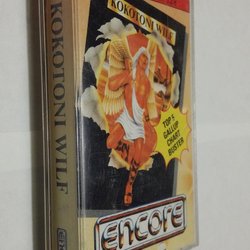 KOKOTONI WILF
KOKOTONI WILF
TOP 5
GALLUP
CHART
BUSTER
ENCORE